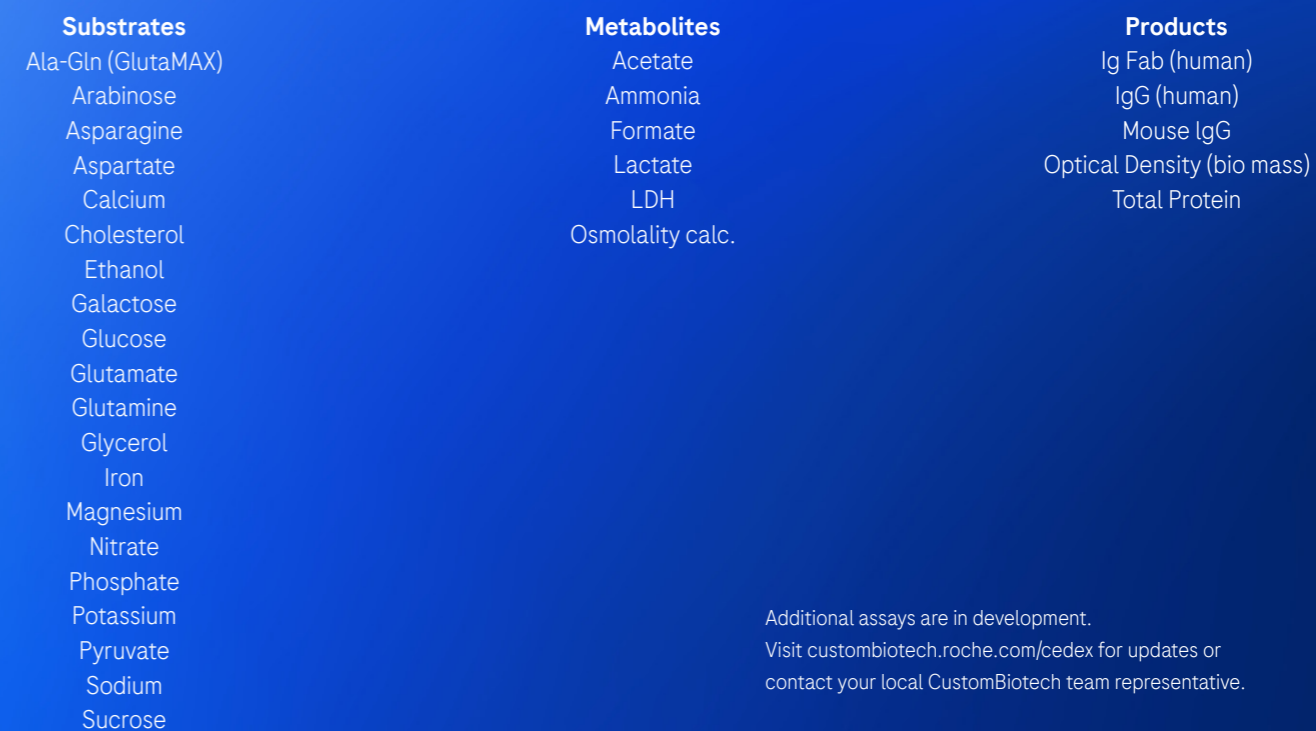 Substrates
Ala-Gln (GlutaMAX)
Arabinose
Asparagine
Aspartate
Calcium
Cholesterol
Ethanol
Galactose
Glucose
Glutamate
Glutamine
Glycerol
Iron
Magnesium
Nitrate
Phosphate
Potassium
Pyruvate
Sodium
Sucrose
Metabolites
Acetate
Ammonia
Formate
Lactate
LDH
Osmolality calc.
Products
Ig Fab (human)
IgG (human)
Mouse lgG
Optical Density (bio mass)
Total Protein
Additional assays are in development.
Visit custombiotech.roche.com/cedex for updates or
contact your local CustomBiotech team representative.